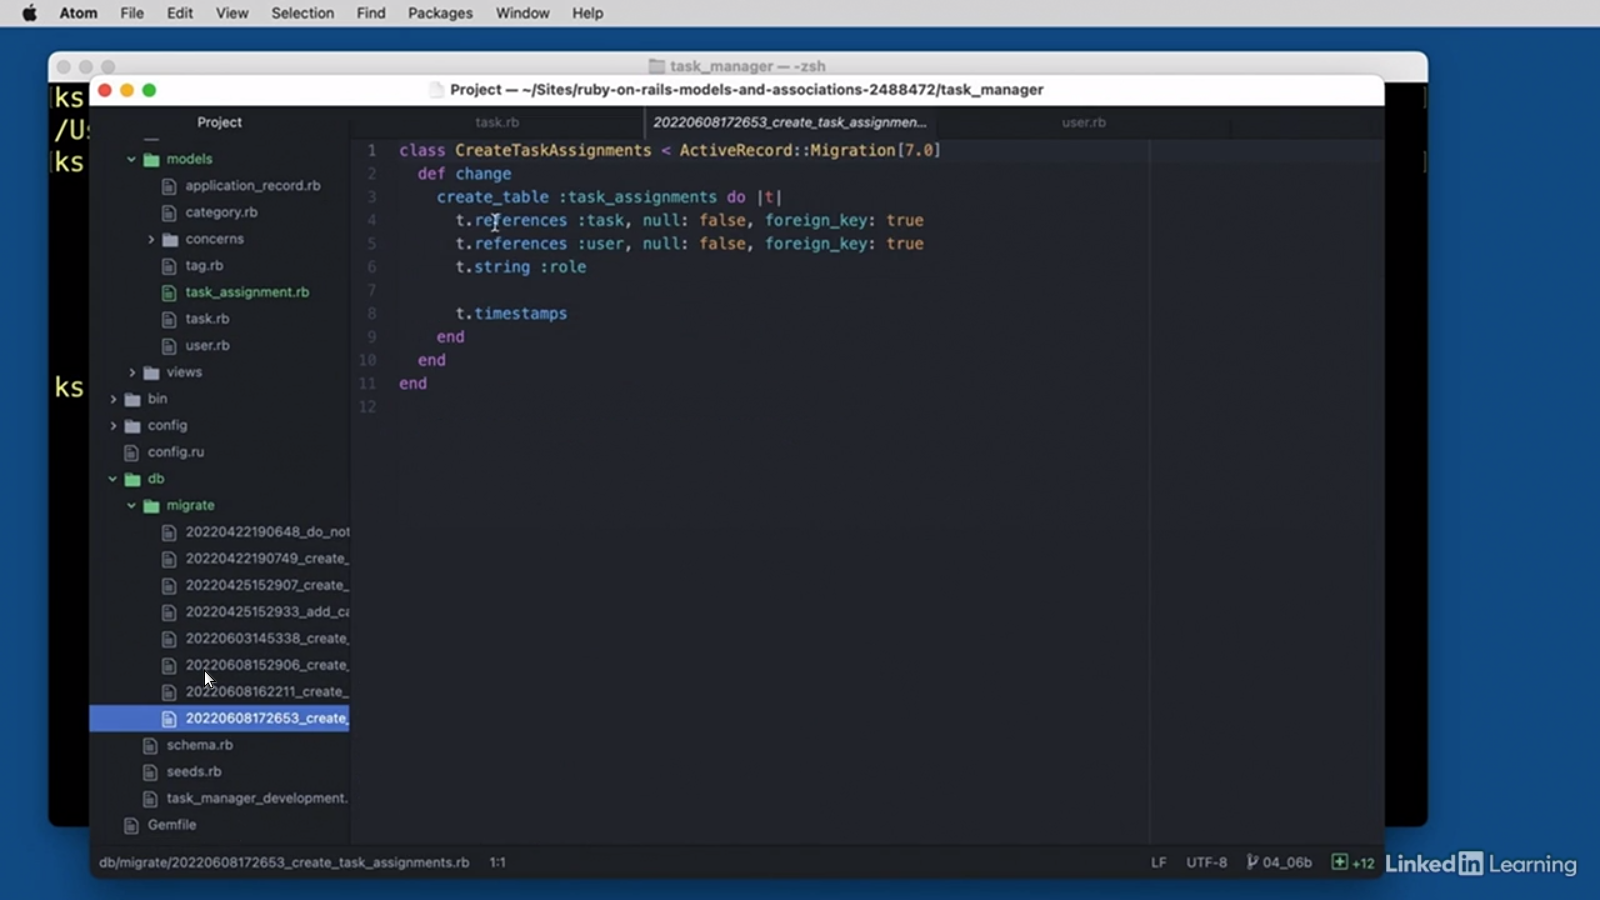 Atom File Edit View Selection Find Packages Window Help
task_manager — -zsh
ks
/Us
ks
ks
Project — ~/Sites/ruby-on-rails-models-and-associations-2488472/task_manager
Project
task.rb
20220608172653_create_task_assignmen...
user.rb
models
application_record.rb
category.rb
concerns
tag.rb
task_assignment.rb
task.rb
user.rb
views
bin
config
config.ru
db
migrate
20220422190648_do_not
20220422190749_create_
20220425152907_create_
20220425152933_add_ca
20220603145338_create_
20220608152906_create_
20220608162211_create_
20220608172653_create_
schema.rb
seeds.rb
task_manager_development.
Gemfile
1 class CreateTaskAssignments < ActiveRecord::Migration[7.0]
2 def change
3 create_table :task_assignments do |t|
4 t.references :task, null: false, foreign_key: true
5 t.references :user, null: false, foreign_key: true
6 t.string :role
7
8 t.timestamps
9 end
10 end
11 end
12
db/migrate/20220608172653_create_task_assignments.rb 1:1
LF UTF-8 04_06b +12
LinkedIn Learning